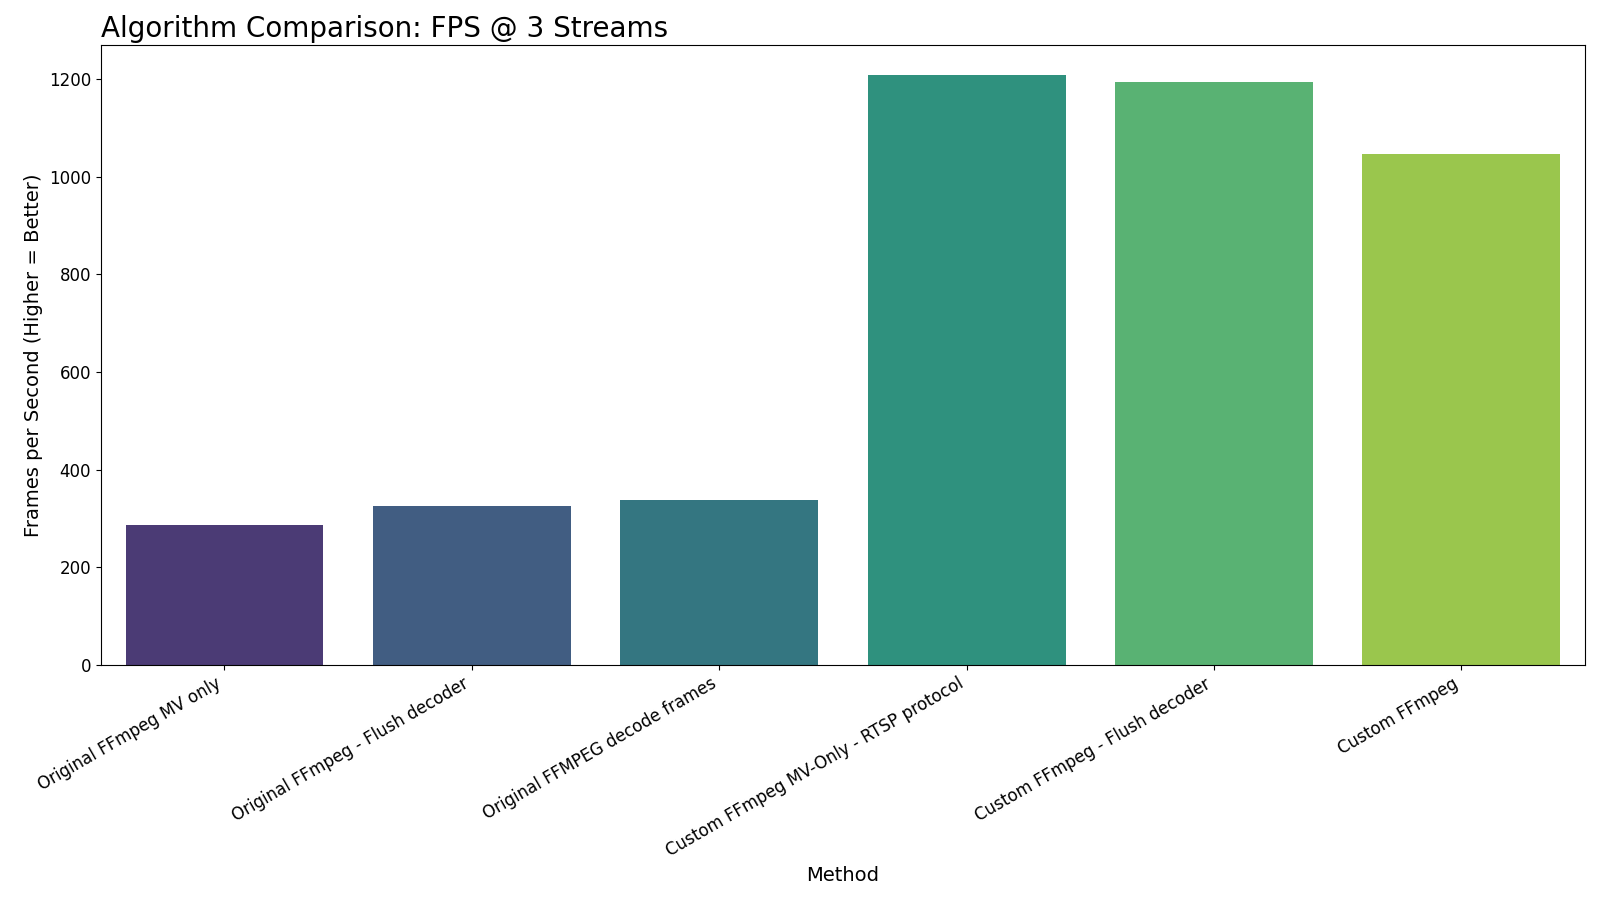 Algorithm Comparison: FPS @ 3 Streams
Frames per Second (Higher = Better)
1200
1000
800
600
400
200
0
Original FFmpeg MV only
Original FFmpeg - Flush decoder
Original FFMPEG decode frames
Custom FFmpeg MV-Only - RTSP protocol
Custom FFmpeg - Flush decoder
Custom FFmpeg
Method